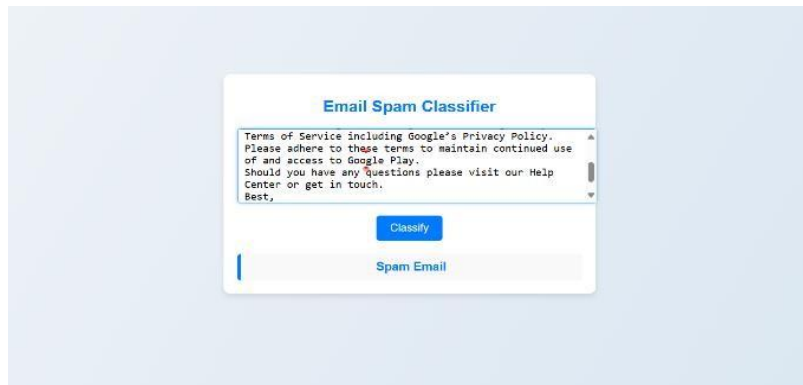 Email Spam Classifier
Terms of Service including Google's Privacy Policy.
Please adhere to these terms to maintain continued use
of and access to Google Play.
Should you have any questions please visit our Help
Center or get in touch.
Best,
Classify
Spam Email